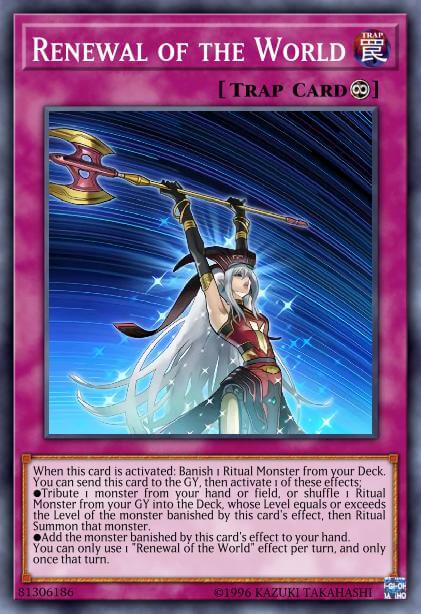 RENEWAL OF THE WORLD
TRAP
罠
[TRAP CARD]
When this card is activated: Banish 1 Ritual Monster from your Deck.
You can send this card to the GY, then activate 1 of these effects;
●Tribute 1 monster from your hand or field, or shuffle 1 Ritual
Monster from your GY into the Deck, whose Level equals or exceeds
the Level of the monster banished by this card's effect, then Ritual
Summon that monster.
●Add the monster banished by this card's effect to your hand.
You can only use 1 "Renewal of the World" effect per turn, and only
once that turn.
81306186
©1996 KAZUKI TAKAHASHI